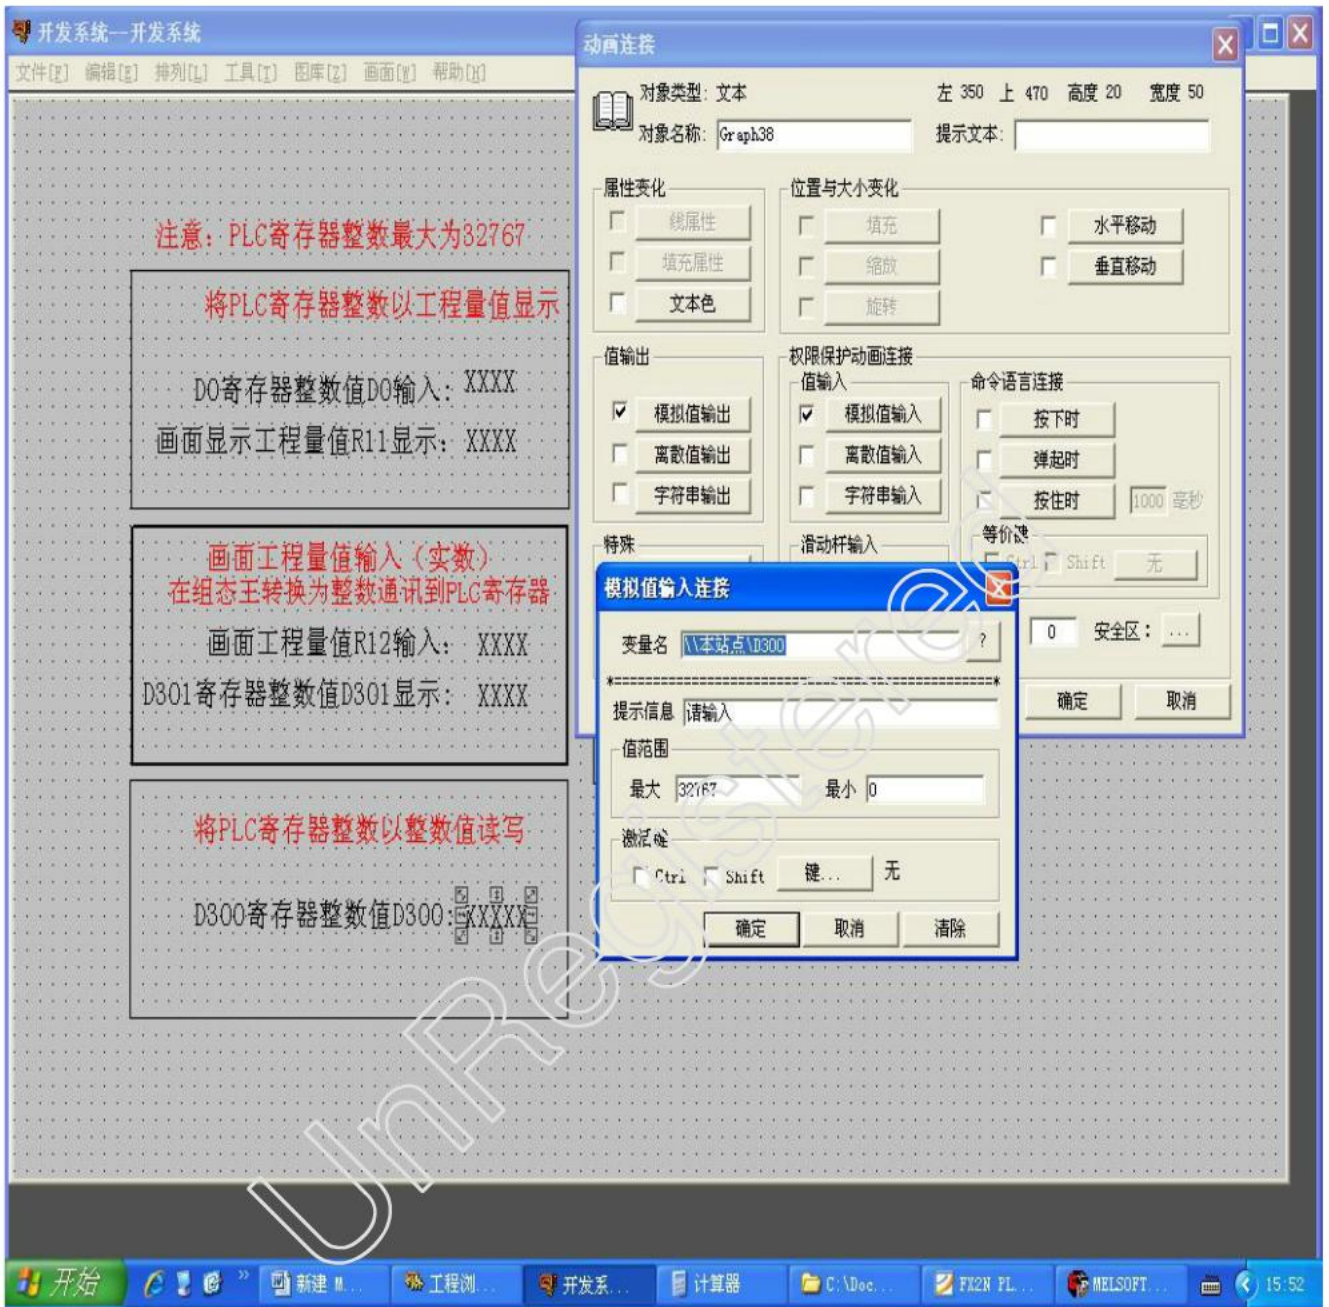 开发系统--开发系统
文件[F] 编辑[E] 排列[L] 工具[T] 图库[Z] 画面[W] 帮助[H]
注意：PLC寄存器整数最大为32767
将PLC寄存器整数以工程量值显示
D0寄存器整数值D0输入：XXXX
画面显示工程量值R11显示：XXXX
画面工程量值输入（实数）
在组态王转换为整数通讯到PLC寄存器
画面工程量值R12输入： XXXX
D301寄存器整数值D301显示： XXXX
将PLC寄存器整数以整数值读写
D300寄存器整数值D300:XXXXX
动画连接
对象类型：文本 左 350 上 470 高度 20 宽度 50
对象名称: Graph38 提示文本:
属性变化 位置与大小变化
线属性 填充 水平移动
填充属性 缩放 垂直移动
文本色 旋转
值输出 权限保护动画连接
值输入 命令语言连接
模拟值输出 模拟值输入 按下时
离散值输出 离散值输入 弹起时
字符串输出 字符串输入 按住时 1000 毫秒
特殊 滑动杆输入 等价键
Ctrl Shift 无
0 安全区： ...
确定 取消
模拟值输入连接
变量名 \\本站点\D300 ?
提示信息 请输入
值范围
最大 32767 最小 0
激活键
Ctrl Shift 键... 无
确定 取消 清除
UnRegistered
开始 » 新建 M... 工程浏... 开发系... 计算器 C:\Doc... FX2N PL... MELSOFT... 15:52